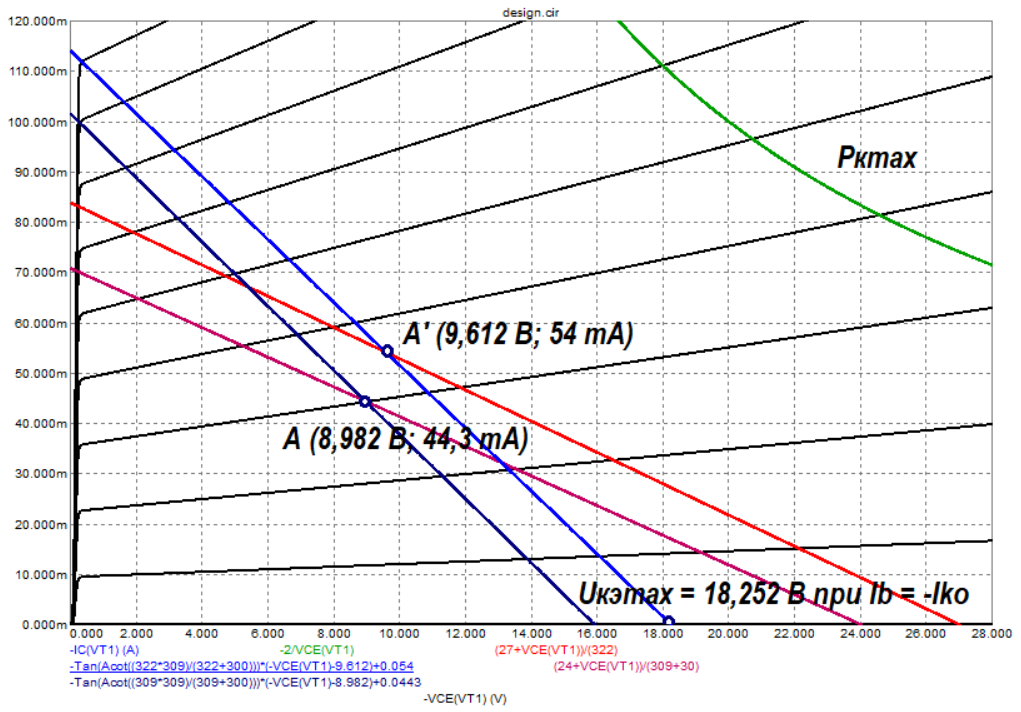 design.cir
120.000m
110.000m
100.000m
90.000m
80.000m
70.000m
60.000m
50.000m
40.000m
30.000m
20.000m
10.000m
0.000m
Pкmax
A' (9,612 В; 54 mA)
A (8,982 В; 44,3 mA)
Uкэmax = 18,252 В при Ib = -Iko
0.000 4.000 6.000 8.000 10.000 12.000 14.000 16.000 18.000 20.000 22.000 24.000 26.000 28.000
-IC(VT1) (A) -2/VCE(VT1) (27+VCE(VT1))/(322)
-Tan(Acot((322*309)/(322+300)))*(-VCE(VT1)-9.612)+0.054 (24+VCE(VT1))/(309+30)
-Tan(Acot((309*309)/(309+300)))*(-VCE(VT1)-8.982)+0.0443
-VCE(VT1) (V)